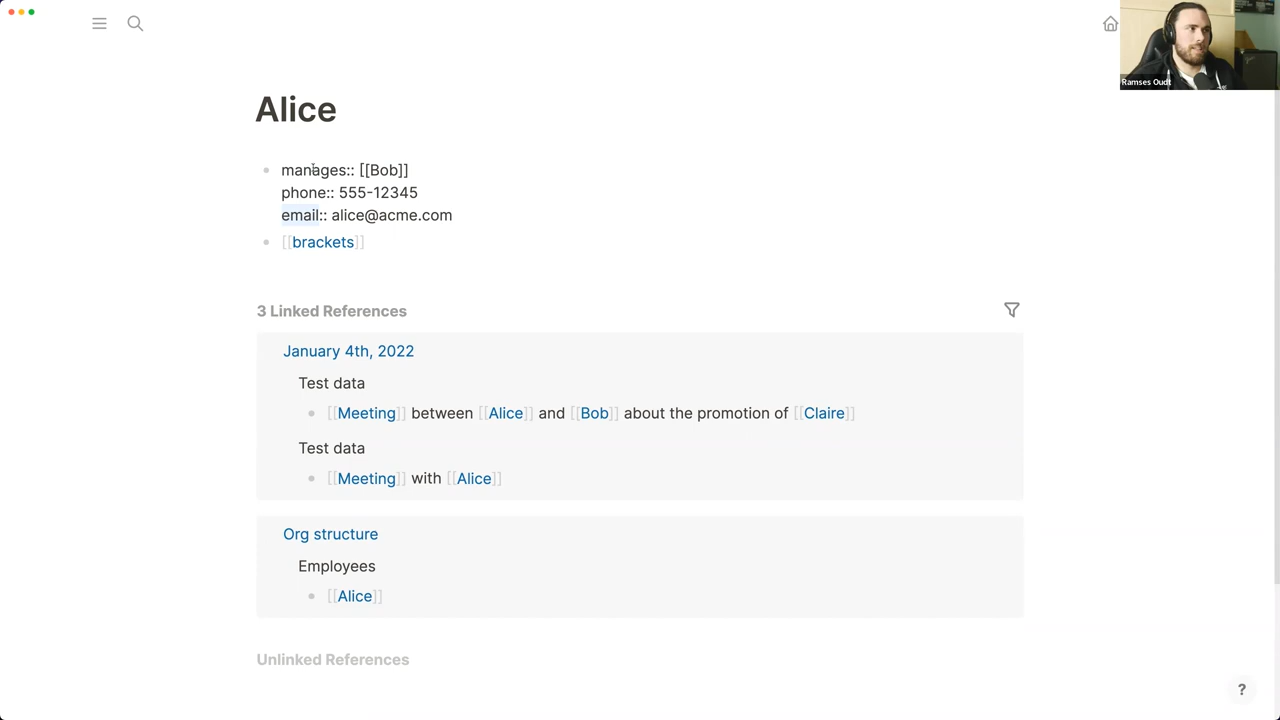 Ramses Oudt
Alice
manages:: [[Bob]]
phone:: 555-12345
email:: alice@acme.com
[[brackets]]
3 Linked References
January 4th, 2022
Test data
[[Meeting]] between [[Alice]] and [[Bob]] about the promotion of [[Claire]]
Test data
[[Meeting]] with [[Alice]]
Org structure
Employees
[[Alice]]
Unlinked References
?